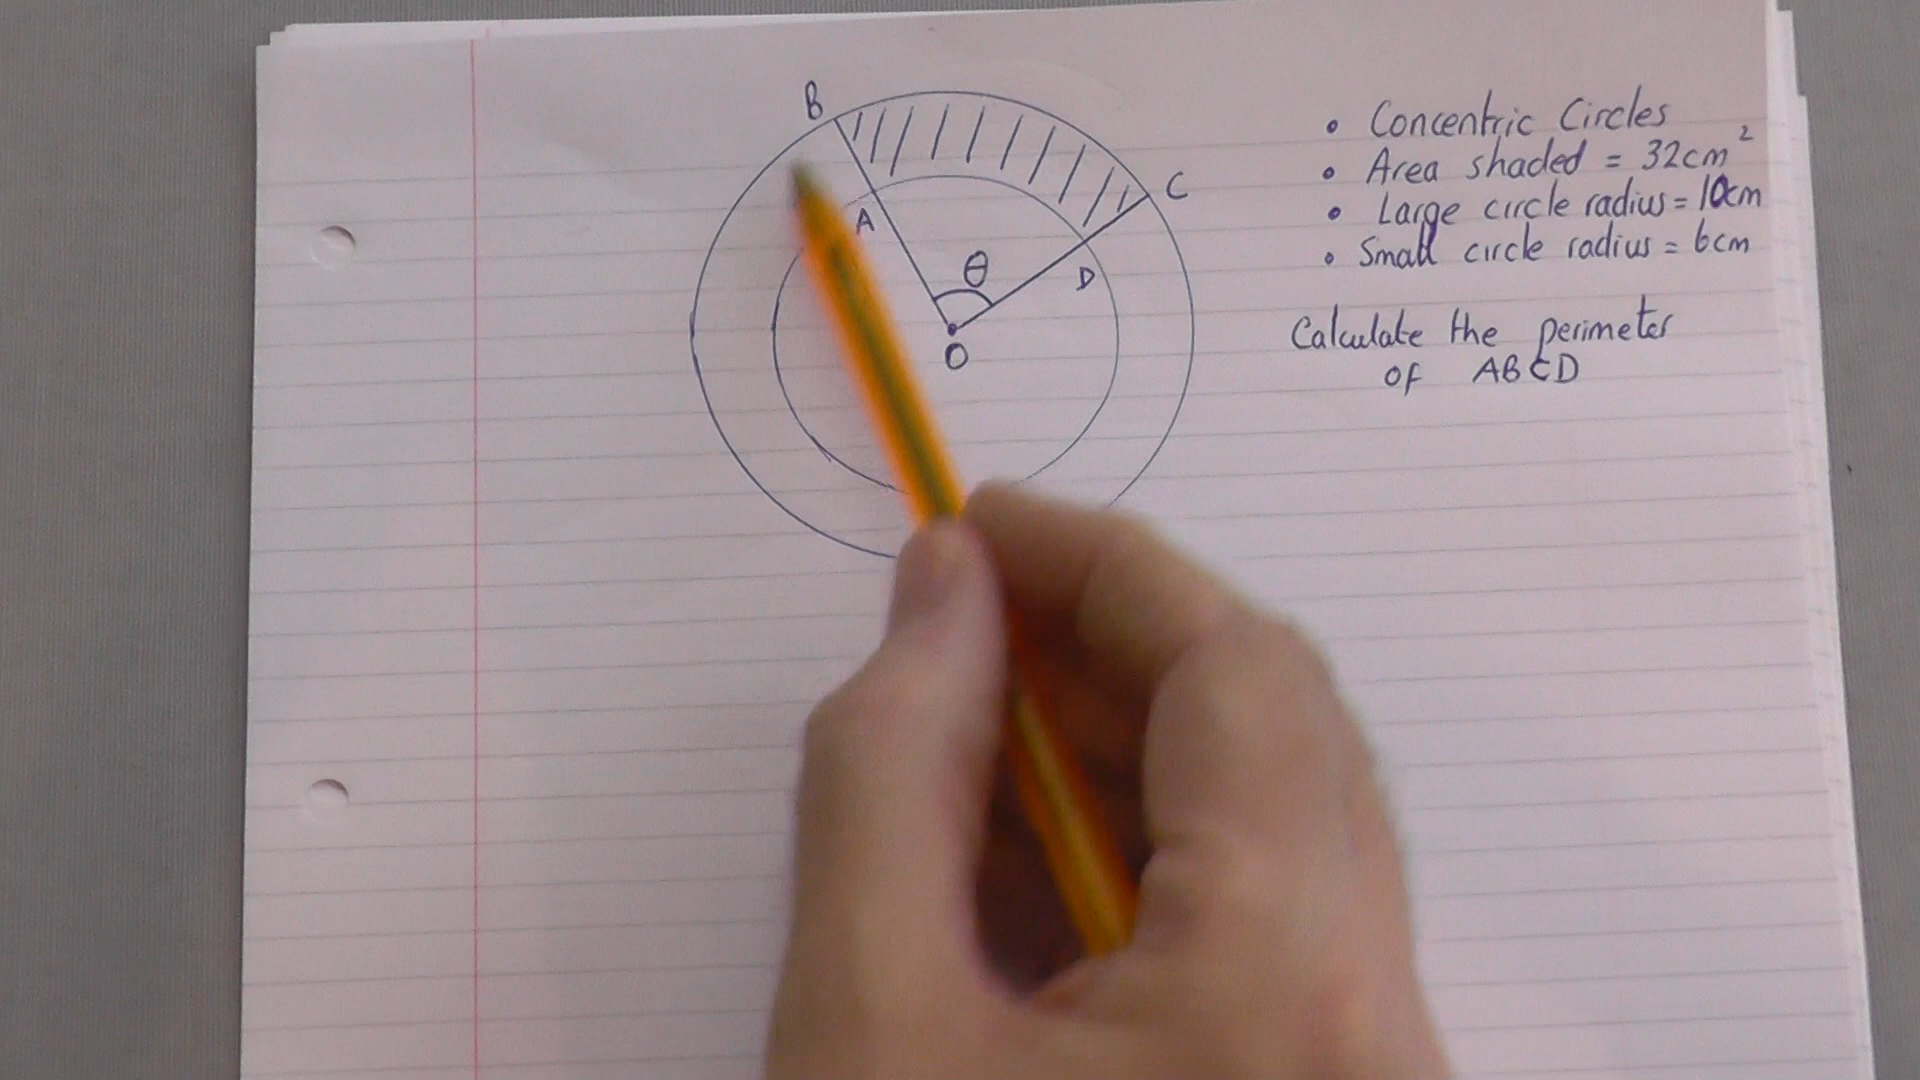 B
C
A
θ
D
O
• Concentric Circles
• Area shaded = 32cm²
• Large circle radius = 10cm
• Small circle radius = 6cm
Calculate the perimeter
of ABCD